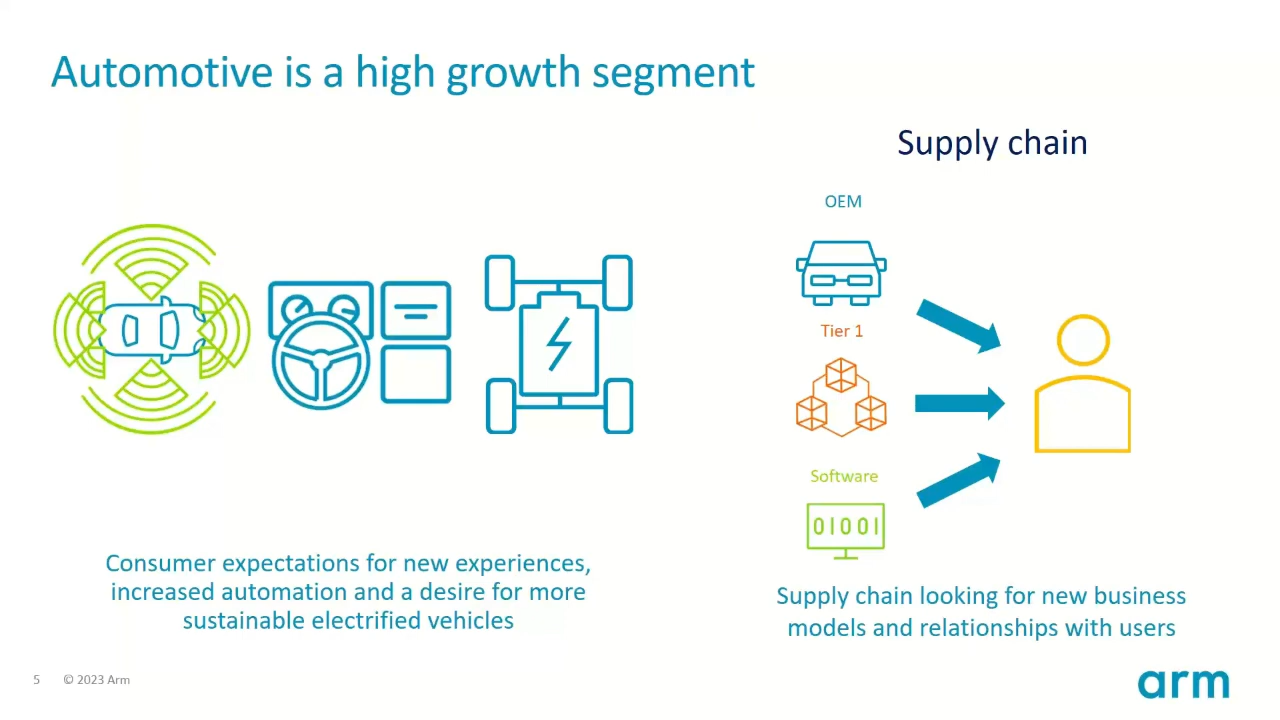 Automotive is a high growth segment
Consumer expectations for new experiences,
increased automation and a desire for more
sustainable electrified vehicles
Supply chain
OEM
Tier 1
Software
01001
Supply chain looking for new business
models and relationships with users
5 © 2023 Arm
arm